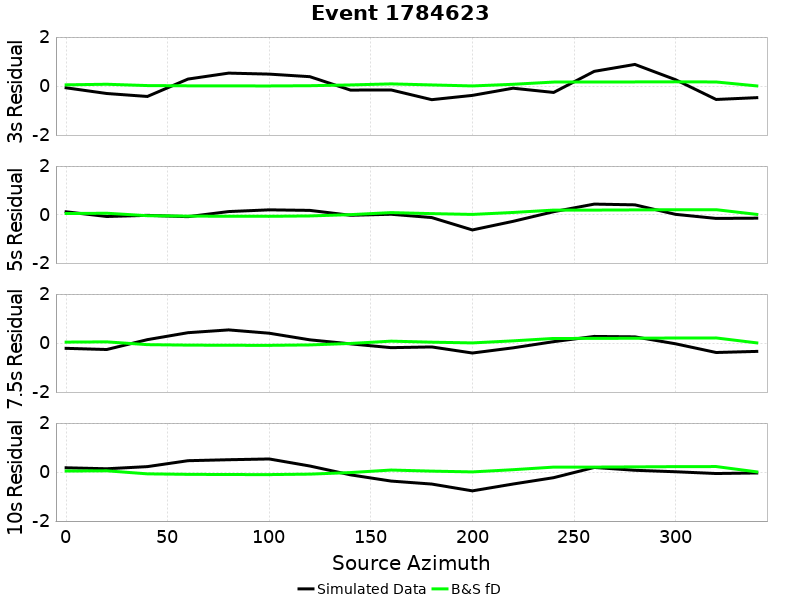 Event 1784623
3s Residual
2
0
-2
5s Residual
2
0
-2
7.5s Residual
2
0
-2
10s Residual
2
0
-2
0 50 100 150 200 250 300
Source Azimuth
Simulated Data B&S fD